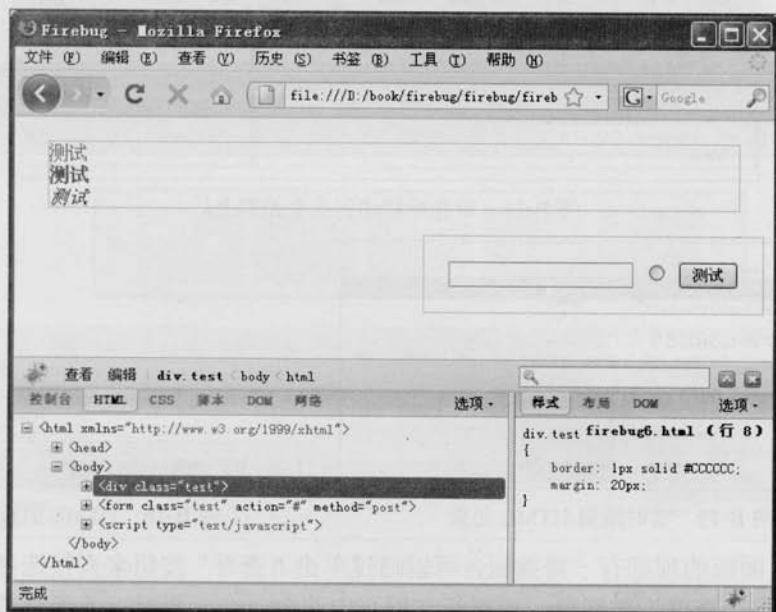 Firebug - Mozilla Firefox
文件 (F) 编辑 (E) 查看 (V) 历史 (S) 书签 (B) 工具 (T) 帮助 (H)
file:///D:/book/firebug/firebug/fireb G Google
测试
测试
测试
测试
查看 编辑 div.test < body < html
控制台 HTML CSS 脚本 DOM 网络 选项
样式 布局 DOM 选项
<html xmlns="http://www.w3.org/1999/xhtml">
<head>
<body>
<div class="text">
<form class="text" action="#" method="post">
<script type="text/javascript">
</body>
</html>
div.test firebug6.html (行 8)
{
border: 1px solid #CCCCCC;
margin: 20px;
}
完成